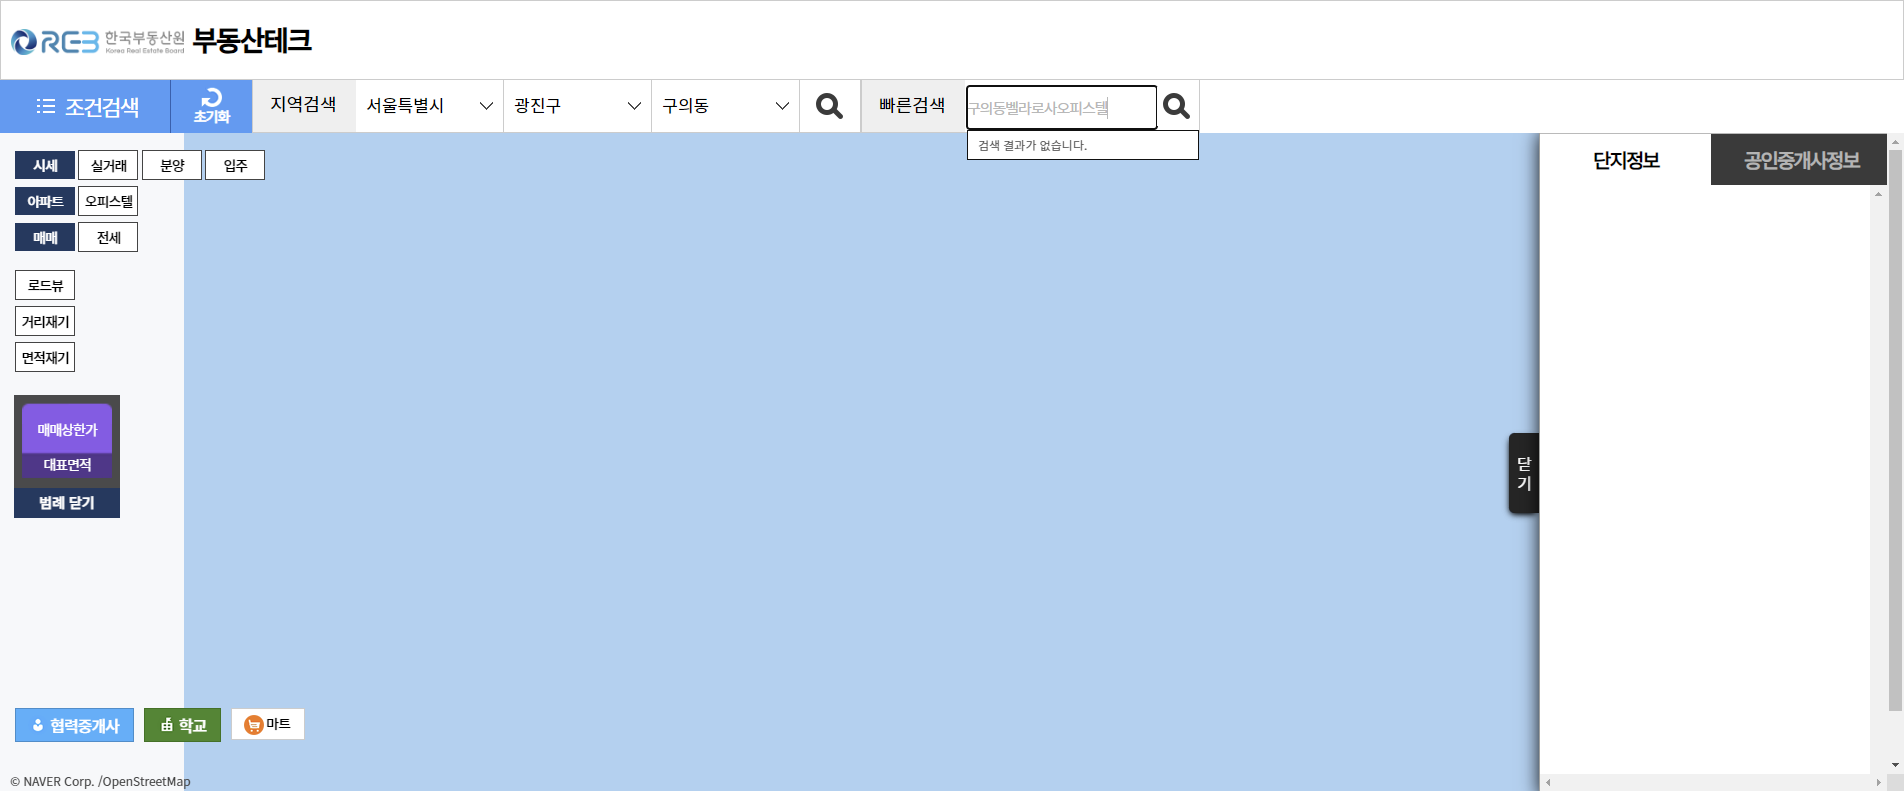 REB 한국부동산원 부동산테크
Korea Real Estate Board
조건검색 초기화 지역검색 서울특별시 광진구 구의동 빠른검색 구의동벨라로사오피스텔
검색 결과가 없습니다.
시세 실거래 분양 입주
단지정보 공인중개사정보
아파트 오피스텔
매매 전세
로드뷰
거리재기
면적재기
매매상한가
대표면적
범례 닫기
닫
기
협력중개사 학교 마트
© NAVER Corp. /OpenStreetMap